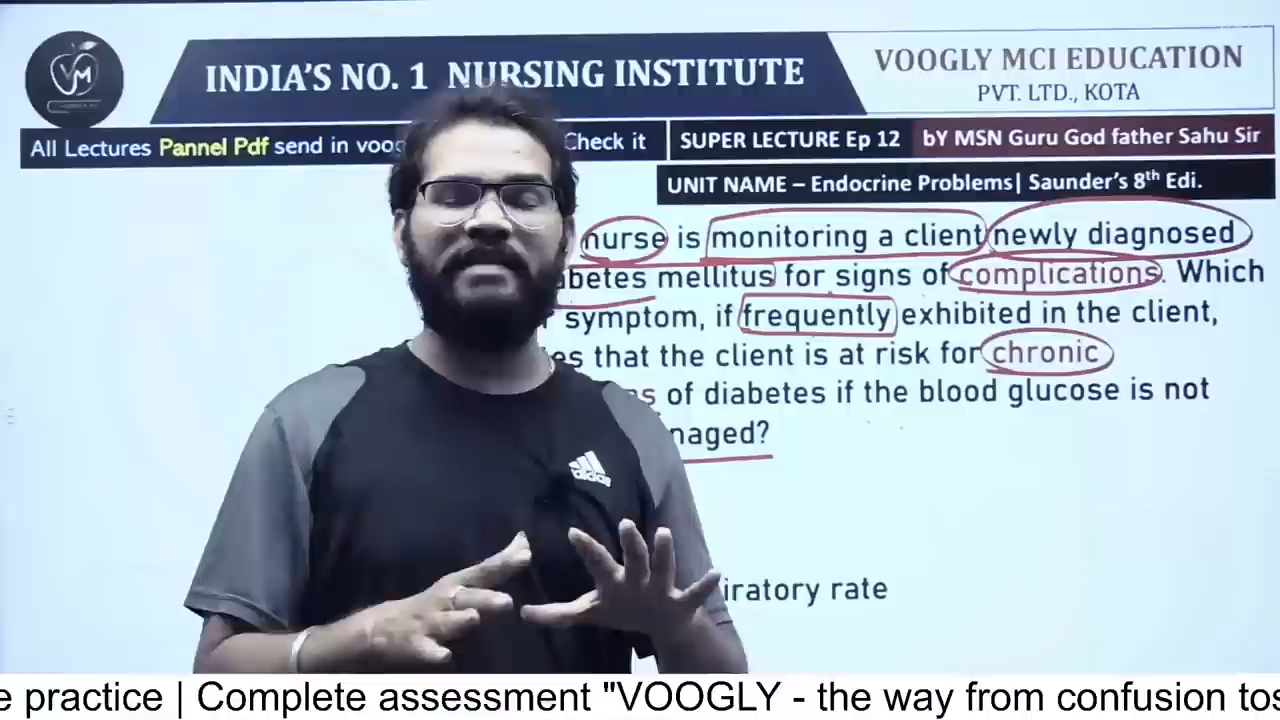 VM
INDIA'S NO. 1 NURSING INSTITUTE
VOOGLY MCI EDUCATION
PVT. LTD., KOTA
All Lectures Pannel Pdf send in voog Check it
SUPER LECTURE Ep 12 bY MSN Guru God father Sahu Sir
UNIT NAME – Endocrine Problems| Saunder's 8th Edi.
nurse is monitoring a client newly diagnosed
abetes mellitus for signs of complications. Which
r symptom, if frequently exhibited in the client,
es that the client is at risk for chronic
ns of diabetes if the blood glucose is not
naged?
iratory rate
adidas
e practice | Complete assessment "VOOGLY - the way from confusion tos